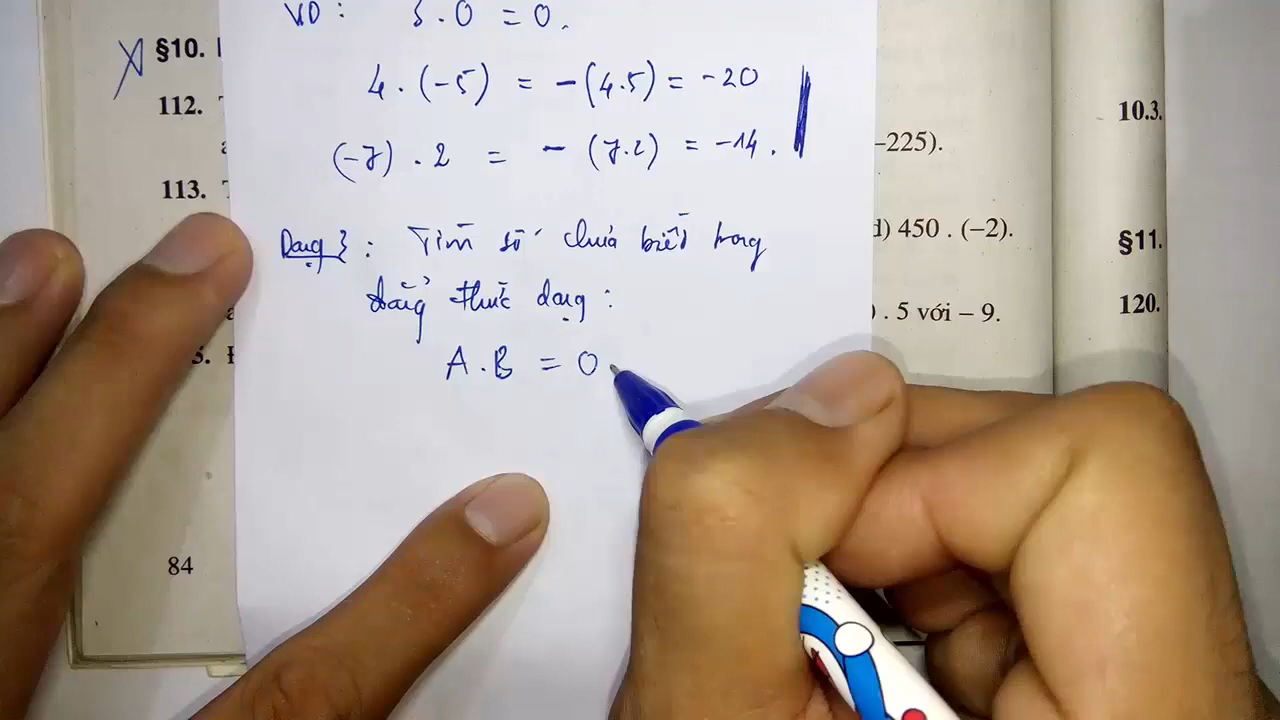 VD : 5 . 0 = 0.
4 . (-5) = -(4.5) = -20
(-7) . 2 = - (7.2) = -14.
Dạng 3 : Tìm số chưa biết trong
đẳng thức dạng :
A . B = 0
§10.
112.
113.
84
-225).
d) 450 . (-2).
) . 5 với – 9.
10.3.
§11.
120.